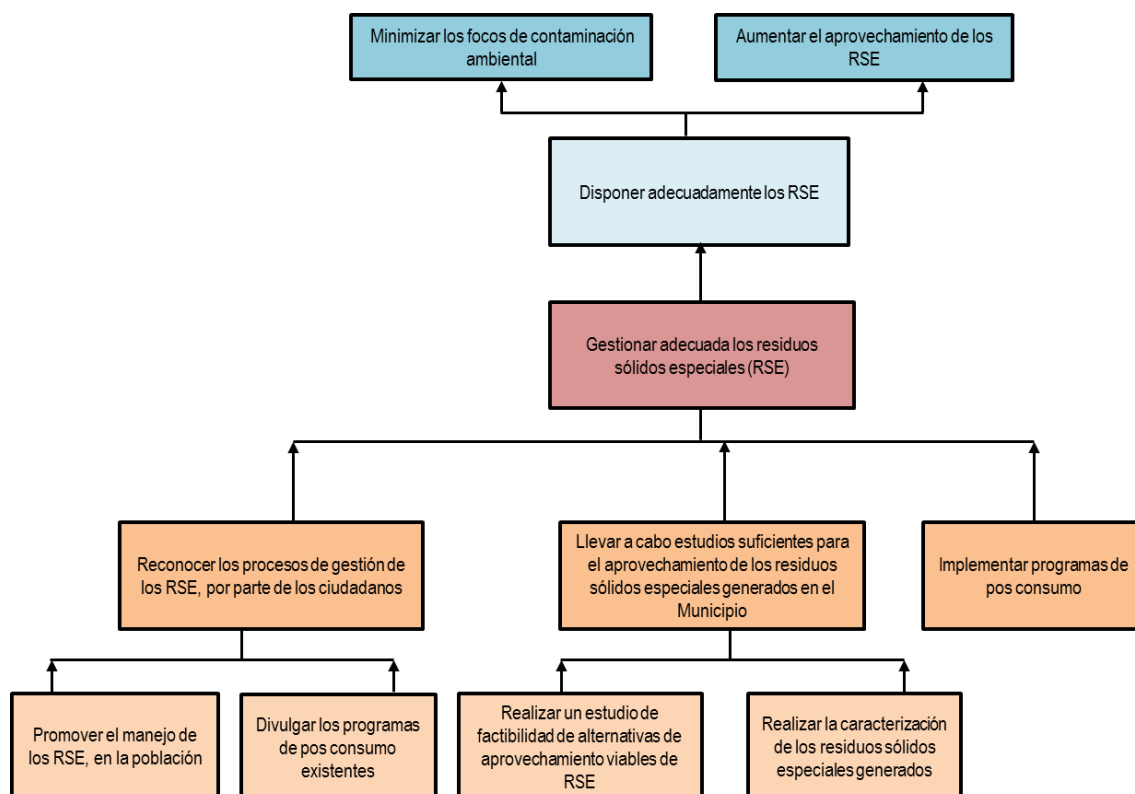 Minimizar los focos de contaminación
ambiental
Aumentar el aprovechamiento de los
RSE
Disponer adecuadamente los RSE
Gestionar adecuada los residuos
sólidos especiales (RSE)
Reconocer los procesos de gestión de
los RSE, por parte de los ciudadanos
Llevar a cabo estudios suficientes para
el aprovechamiento de los residuos
sólidos especiales generados en el
Municipio
Implementar programas de
pos consumo
Promover el manejo de
los RSE, en la población
Divulgar los programas
de pos consumo
existentes
Realizar un estudio de
factibilidad de alternativas de
aprovechamiento viables de
RSE
Realizar la caracterización
de los residuos sólidos
especiales generados